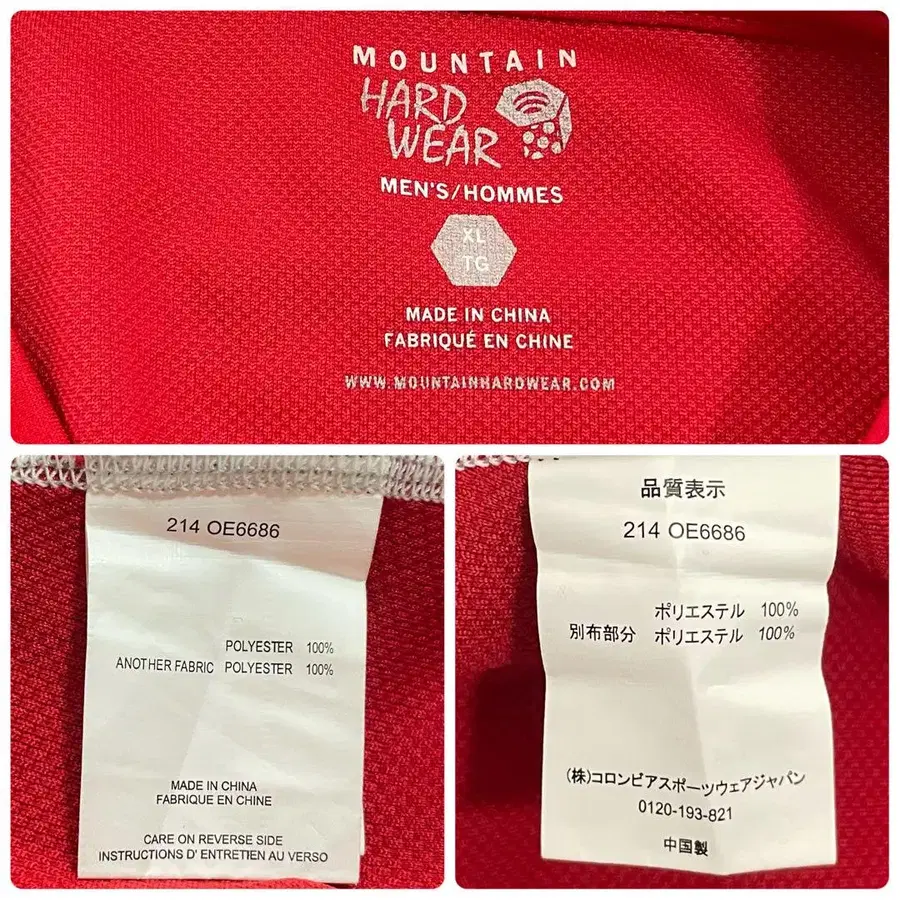 MOUNTAIN
HARD
WEAR
MEN'S/HOMMES
XL
TG
MADE IN CHINA
FABRIQUÉ EN CHINE
WWW.MOUNTAINHARDWEAR.COM
214 OE6686
POLYESTER 100%
ANOTHER FABRIC POLYESTER 100%
MADE IN CHINA
FABRIQUE EN CHINE
CARE ON REVERSE SIDE
INSTRUCTIONS D' ENTRETIEN AU VERSO
品質表示
214 OE6686
ポリエステル 100%
別布部分 ポリエステル 100%
(株)コロンビアスポーツウェアジャパン
0120-193-821
中国製